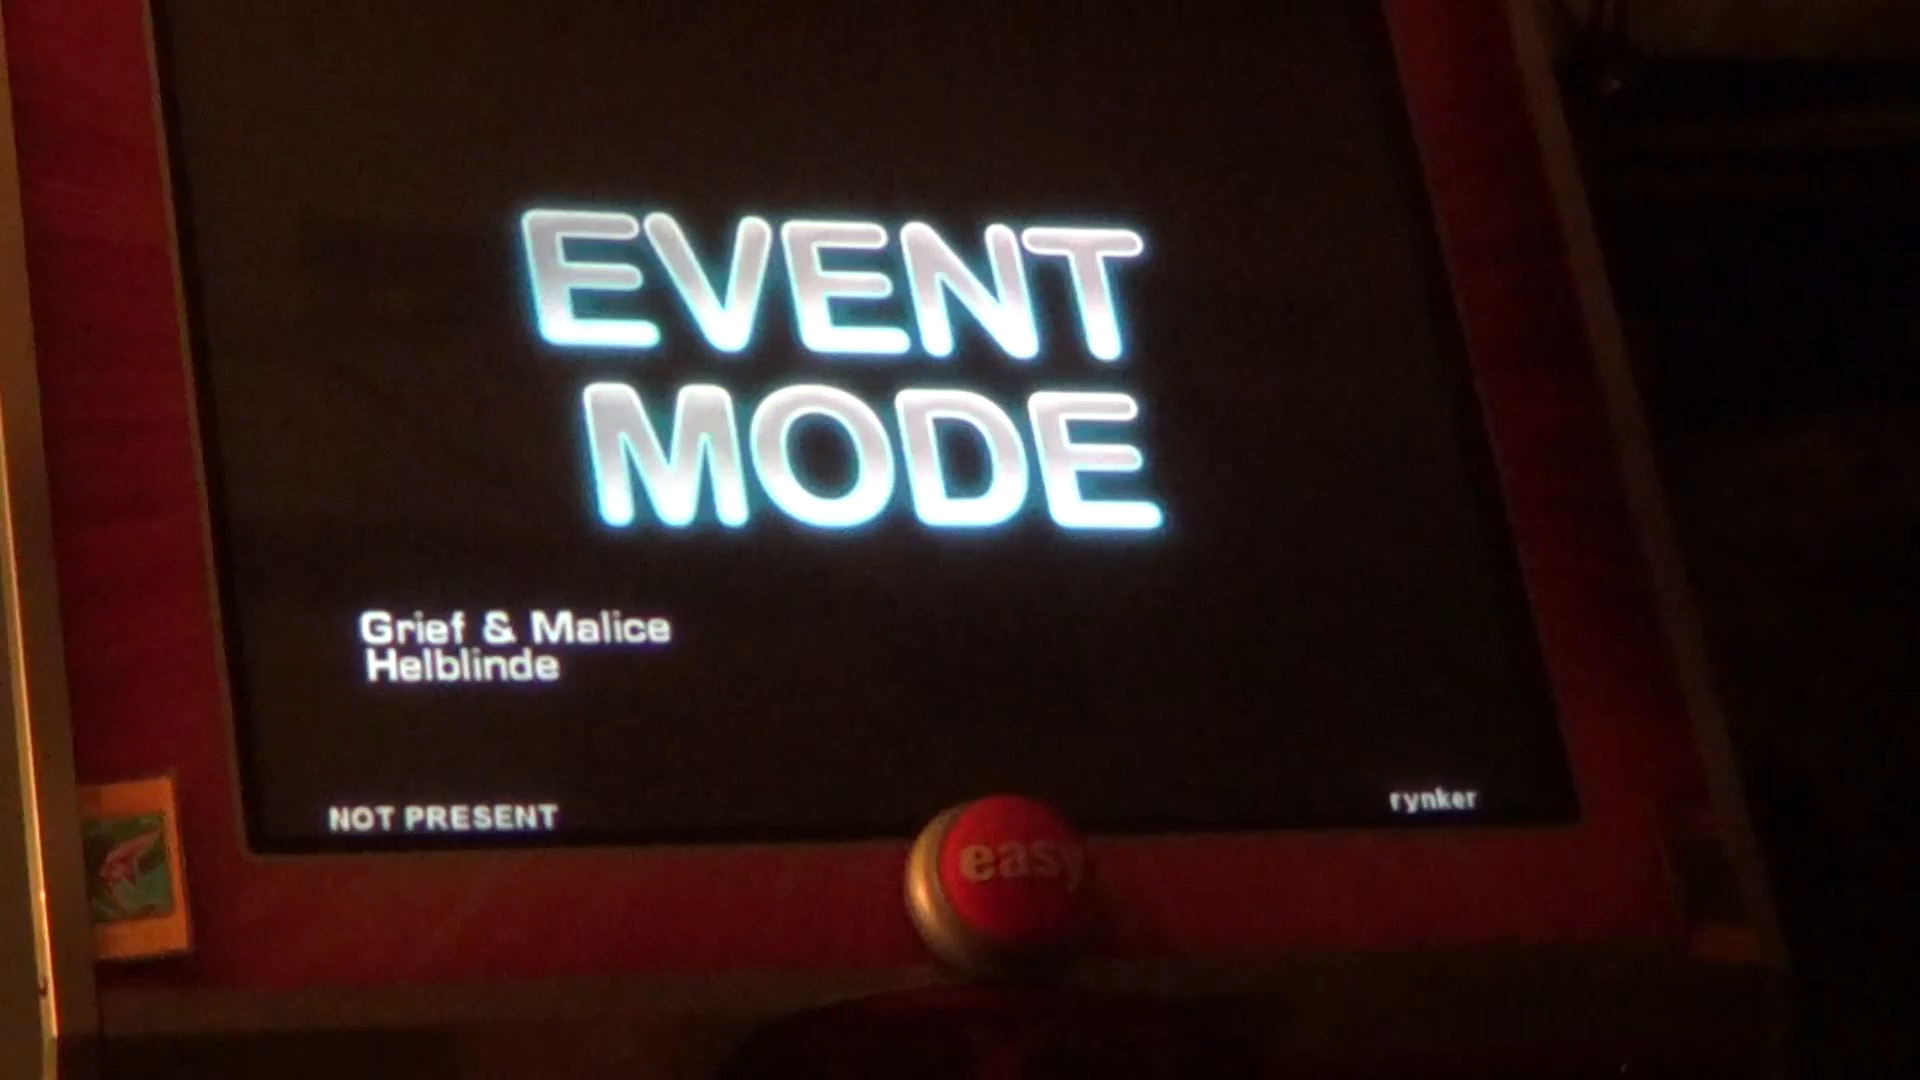 EVENT
MODE
Grief & Malice
Helblinde
NOT PRESENT
rynker
easy